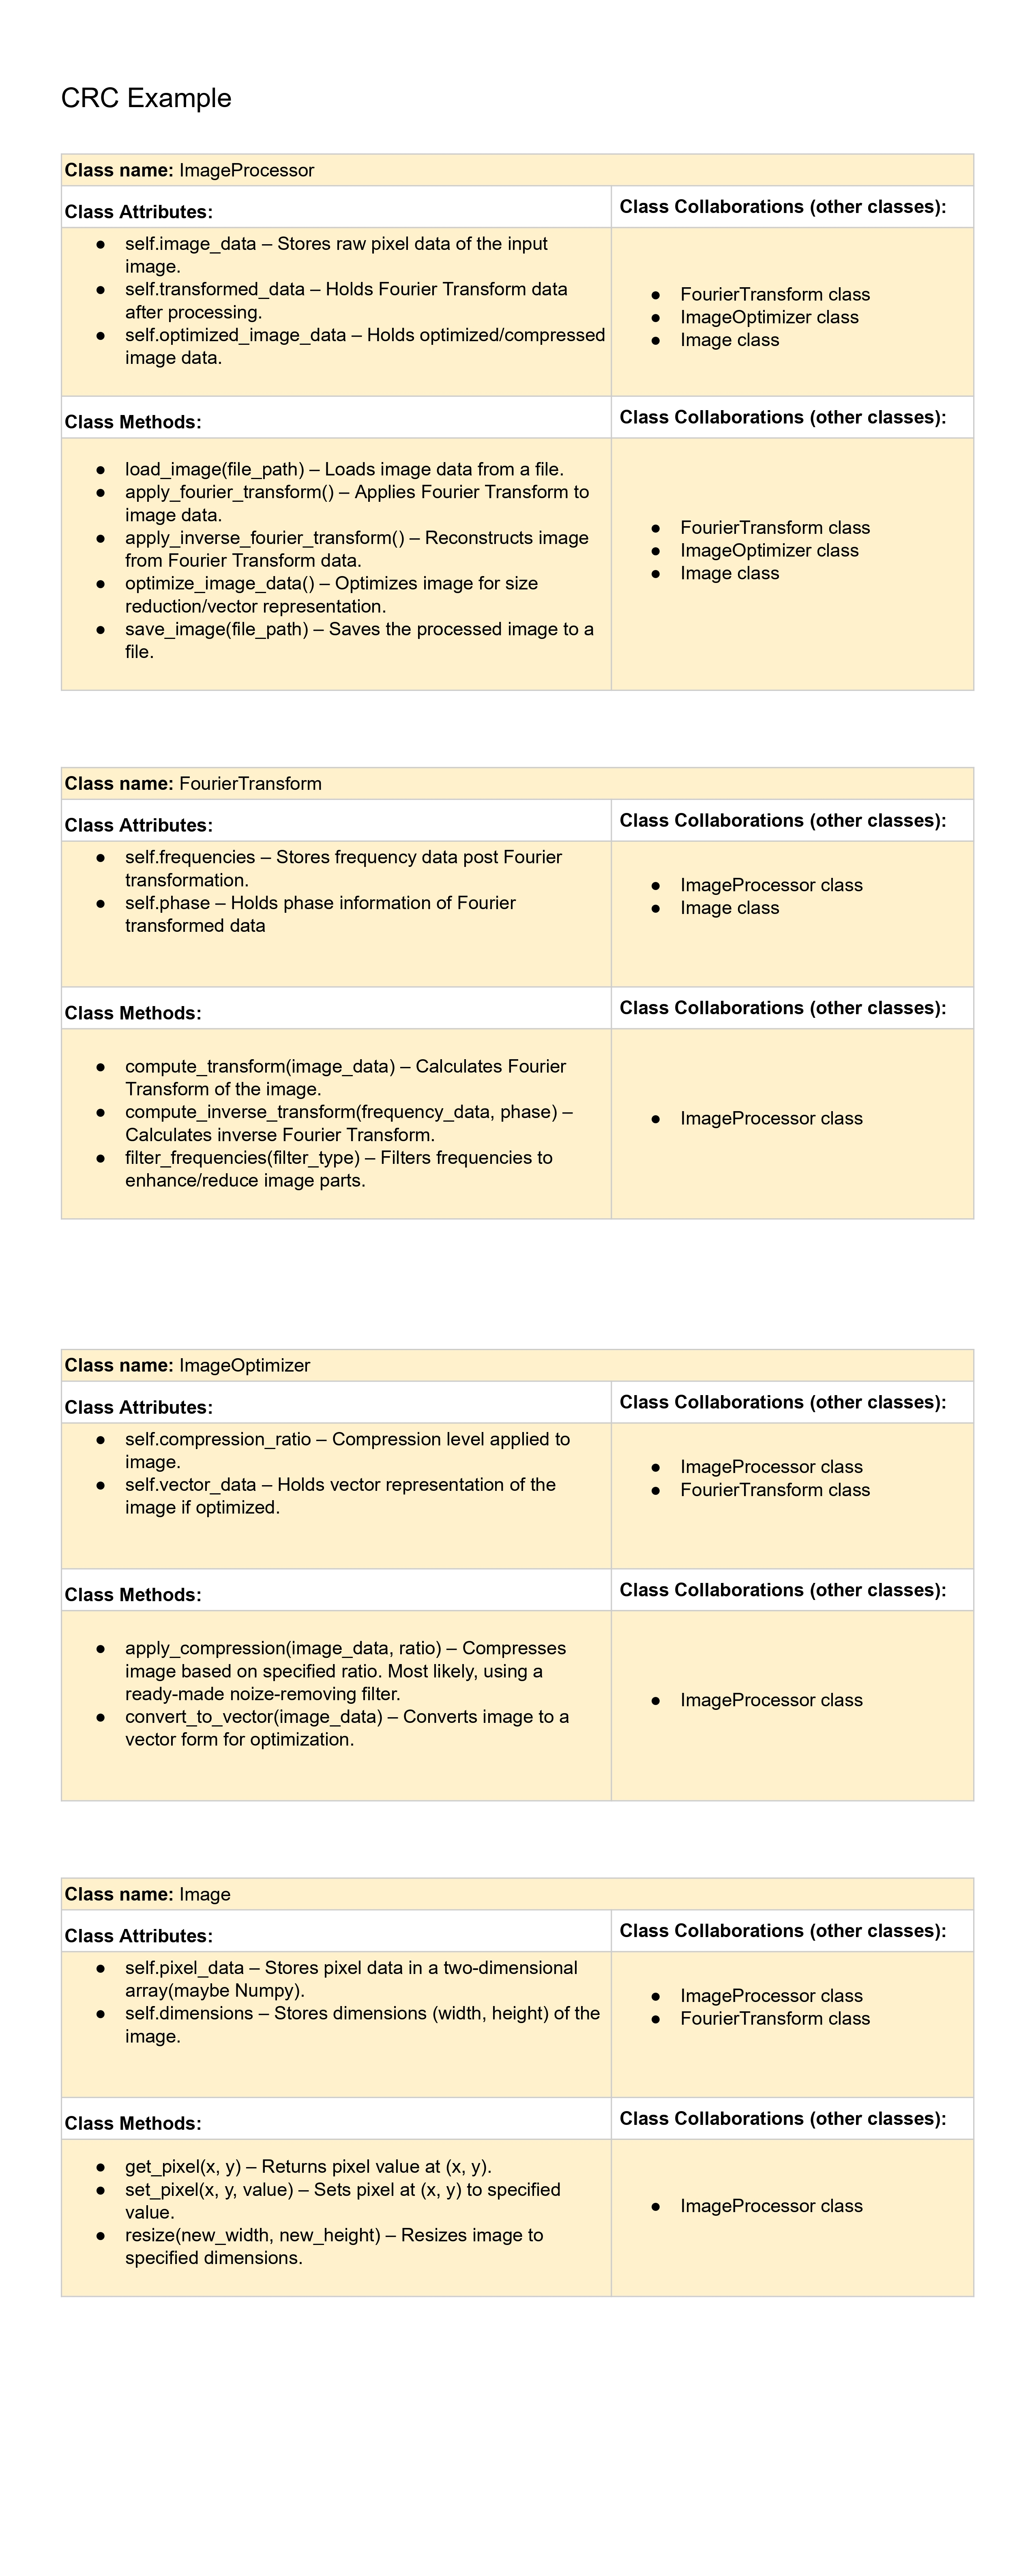 CRC Example
Class name: ImageProcessor
Class Attributes:
Class Collaborations (other classes):
● self.image_data – Stores raw pixel data of the input
image.
● self.transformed_data – Holds Fourier Transform data
after processing.
● self.optimized_image_data – Holds optimized/compressed
image data.
● FourierTransform class
● ImageOptimizer class
● Image class
Class Methods:
Class Collaborations (other classes):
● load_image(file_path) – Loads image data from a file.
● apply_fourier_transform() – Applies Fourier Transform to
image data.
● apply_inverse_fourier_transform() – Reconstructs image
from Fourier Transform data.
● optimize_image_data() – Optimizes image for size
reduction/vector representation.
● save_image(file_path) – Saves the processed image to a
file.
● FourierTransform class
● ImageOptimizer class
● Image class
Class name: FourierTransform
Class Attributes:
Class Collaborations (other classes):
● self.frequencies – Stores frequency data post Fourier
transformation.
● self.phase – Holds phase information of Fourier
transformed data
● ImageProcessor class
● Image class
Class Methods:
Class Collaborations (other classes):
● compute_transform(image_data) – Calculates Fourier
Transform of the image.
● compute_inverse_transform(frequency_data, phase) –
Calculates inverse Fourier Transform.
● filter_frequencies(filter_type) – Filters frequencies to
enhance/reduce image parts.
● ImageProcessor class
Class name: ImageOptimizer
Class Attributes:
Class Collaborations (other classes):
● self.compression_ratio – Compression level applied to
image.
● self.vector_data – Holds vector representation of the
image if optimized.
● ImageProcessor class
● FourierTransform class
Class Methods:
Class Collaborations (other classes):
● apply_compression(image_data, ratio) – Compresses
image based on specified ratio. Most likely, using a
ready-made noize-removing filter.
● convert_to_vector(image_data) – Converts image to a
vector form for optimization.
● ImageProcessor class
Class name: Image
Class Attributes:
Class Collaborations (other classes):
● self.pixel_data – Stores pixel data in a two-dimensional
array(maybe Numpy).
● self.dimensions – Stores dimensions (width, height) of the
image.
● ImageProcessor class
● FourierTransform class
Class Methods:
Class Collaborations (other classes):
● get_pixel(x, y) – Returns pixel value at (x, y).
● set_pixel(x, y, value) – Sets pixel at (x, y) to specified
value.
● resize(new_width, new_height) – Resizes image to
specified dimensions.
● ImageProcessor class